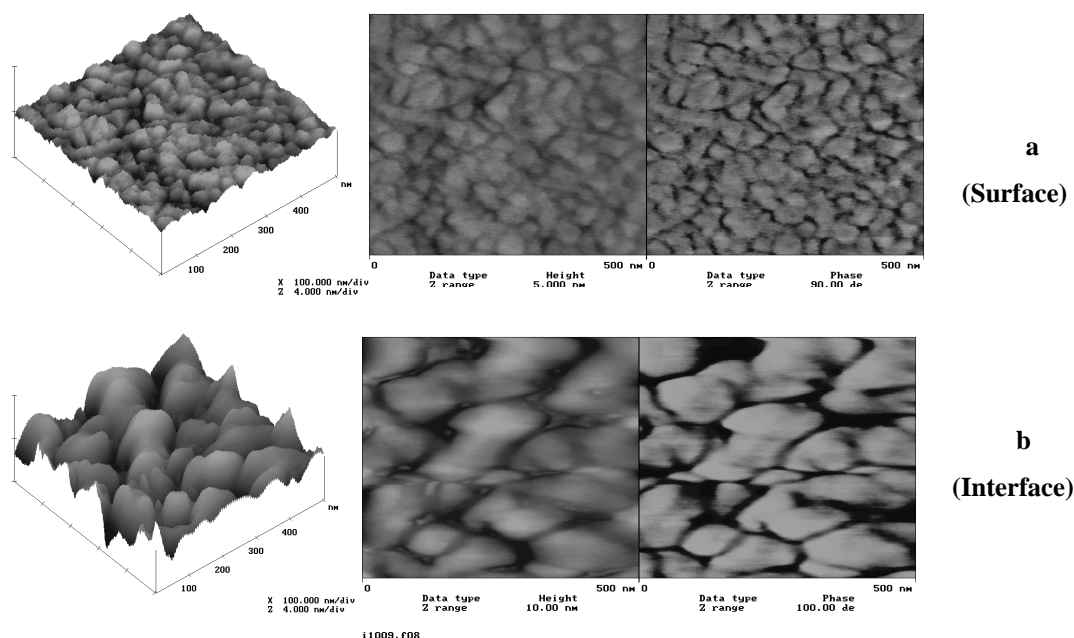 400
300
200
100
nm
X 100.000 nm/div
Z 4.000 nm/div
0 500 nm 0 500 nm
Data type Height Data type Phase
Z range 5.000 nm Z range 90.00 de
a
(Surface)
400
300
200
100
nm
X 100.000 nm/div
Z 4.000 nm/div
0 500 nm 0 500 nm
Data type Height Data type Phase
Z range 10.00 nm Z range 100.00 de
i1009.f08
b
(Interface)